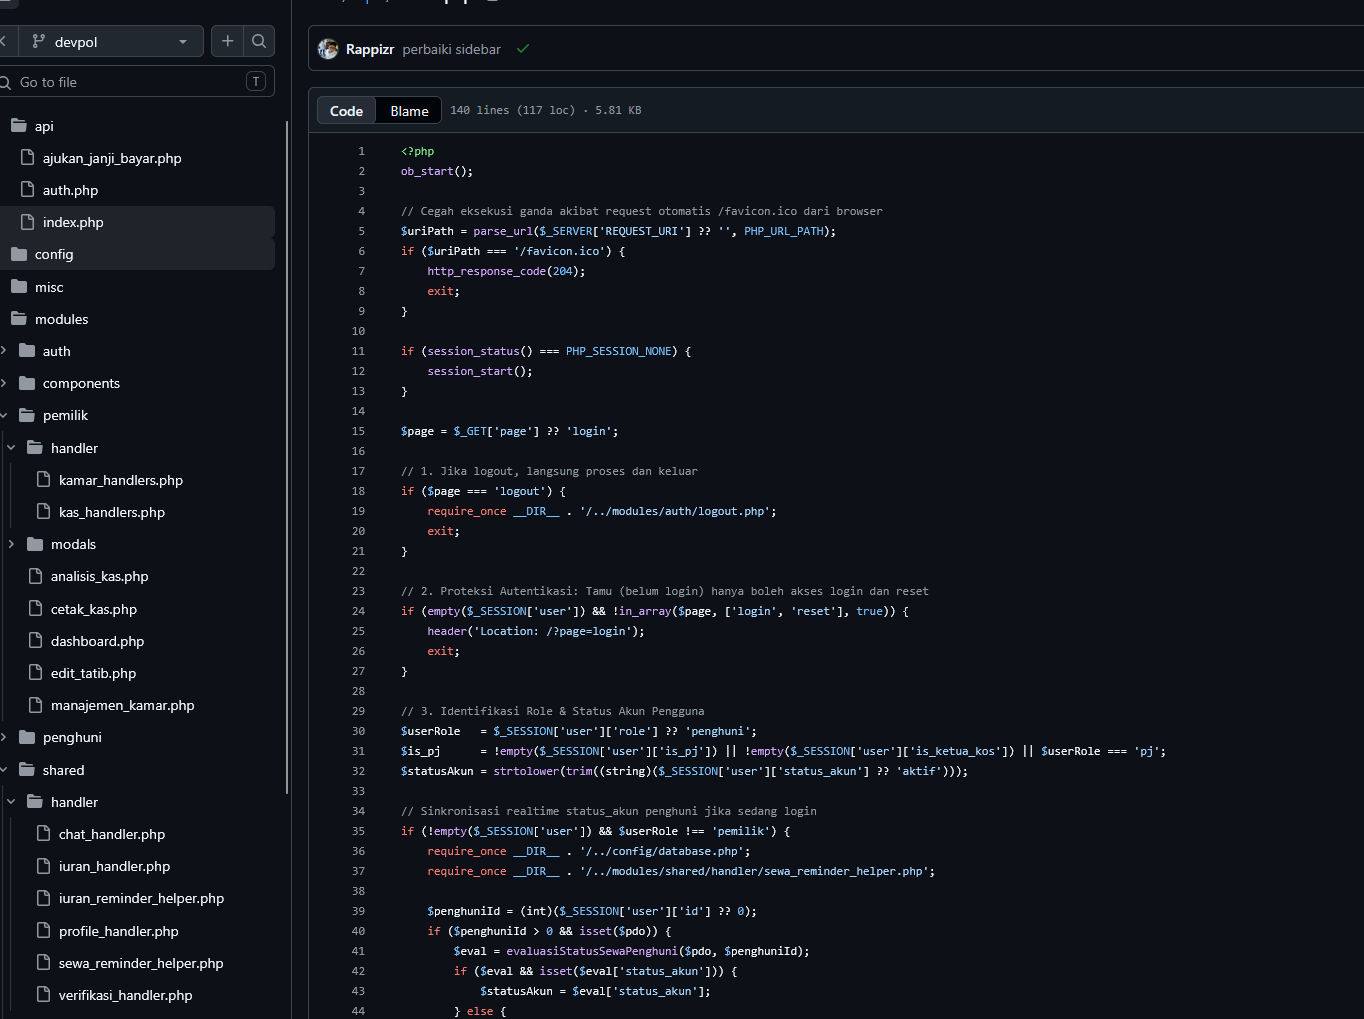 devpol
Go to file
T
api
ajukan_janji_bayar.php
auth.php
index.php
config
misc
modules
auth
components
pemilik
handler
kamar_handlers.php
kas_handlers.php
modals
analisis_kas.php
cetak_kas.php
dashboard.php
edit_tatib.php
manajemen_kamar.php
penghuni
shared
handler
chat_handler.php
iuran_handler.php
iuran_reminder_helper.php
profile_handler.php
sewa_reminder_helper.php
verifikasi_handler.php
Rappizr perbaiki sidebar
Code Blame 140 lines (117 loc) · 5.81 KB
1 <?php
2 ob_start();
3
4 // Cegah eksekusi ganda akibat request otomatis /favicon.ico dari browser
5 $uriPath = parse_url($_SERVER['REQUEST_URI'] ?? '', PHP_URL_PATH);
6 if ($uriPath === '/favicon.ico') {
7 http_response_code(204);
8 exit;
9 }
10
11 if (session_status() === PHP_SESSION_NONE) {
12 session_start();
13 }
14
15 $page = $_GET['page'] ?? 'login';
16
17 // 1. Jika logout, langsung proses dan keluar
18 if ($page === 'logout') {
19 require_once __DIR__ . '/../modules/auth/logout.php';
20 exit;
21 }
22
23 // 2. Proteksi Autentikasi: Tamu (belum login) hanya boleh akses login dan reset
24 if (empty($_SESSION['user']) && !in_array($page, ['login', 'reset'], true)) {
25 header('Location: /?page=login');
26 exit;
27 }
28
29 // 3. Identifikasi Role & Status Akun Pengguna
30 $userRole = $_SESSION['user']['role'] ?? 'penghuni';
31 $is_pj = !empty($_SESSION['user']['is_pj']) || !empty($_SESSION['user']['is_ketua_kos']) || $userRole === 'pj';
32 $statusAkun = strtolower(trim((string)($_SESSION['user']['status_akun'] ?? 'aktif')));
33
34 // Sinkronisasi realtime status_akun penghuni jika sedang login
35 if (!empty($_SESSION['user']) && $userRole !== 'pemilik') {
36 require_once __DIR__ . '/../config/database.php';
37 require_once __DIR__ . '/../modules/shared/handler/sewa_reminder_helper.php';
38
39 $penghuniId = (int)($_SESSION['user']['id'] ?? 0);
40 if ($penghuniId > 0 && isset($pdo)) {
41 $eval = evaluasiStatusSewaPenghuni($pdo, $penghuniId);
42 if ($eval && isset($eval['status_akun'])) {
43 $statusAkun = $eval['status_akun'];
44 } else {